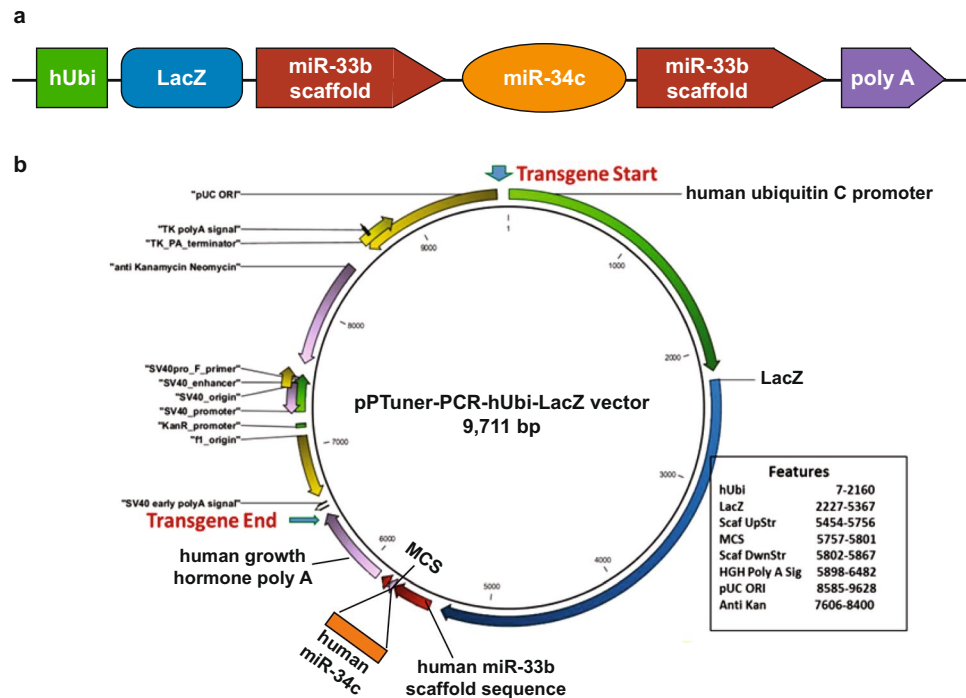 a
hUbi
LacZ
miR-33b
scaffold
miR-34c
miR-33b
scaffold
poly A
b
Transgene Start
"pUC ORI"
human ubiquitin C promoter
"TK polyA signal"
"TK_PA_terminator"
"anti Kanamycin Neomycin"
1
9000
1000
8000
2000
"SV40pro_F_primer"
"SV40_enhancer"
"SV40_origin"
"SV40_promoter"
"KanR_promoter"
"f1_origin"
LacZ
pPTuner-PCR-hUbi-LacZ vector
9,711 bp
7000
3000
"SV40 early polyA signal"
Transgene End
human growth
hormone poly A
6000
MCS
5000
4000
human
miR-34c
human miR-33b
scaffold sequence
Features
hUbi 7-2160
LacZ 2227-5367
Scaf UpStr 5454-5756
MCS 5757-5801
Scaf DwnStr 5802-5867
HGH Poly A Sig 5898-6482
pUC ORI 8585-9628
Anti Kan 7606-8400